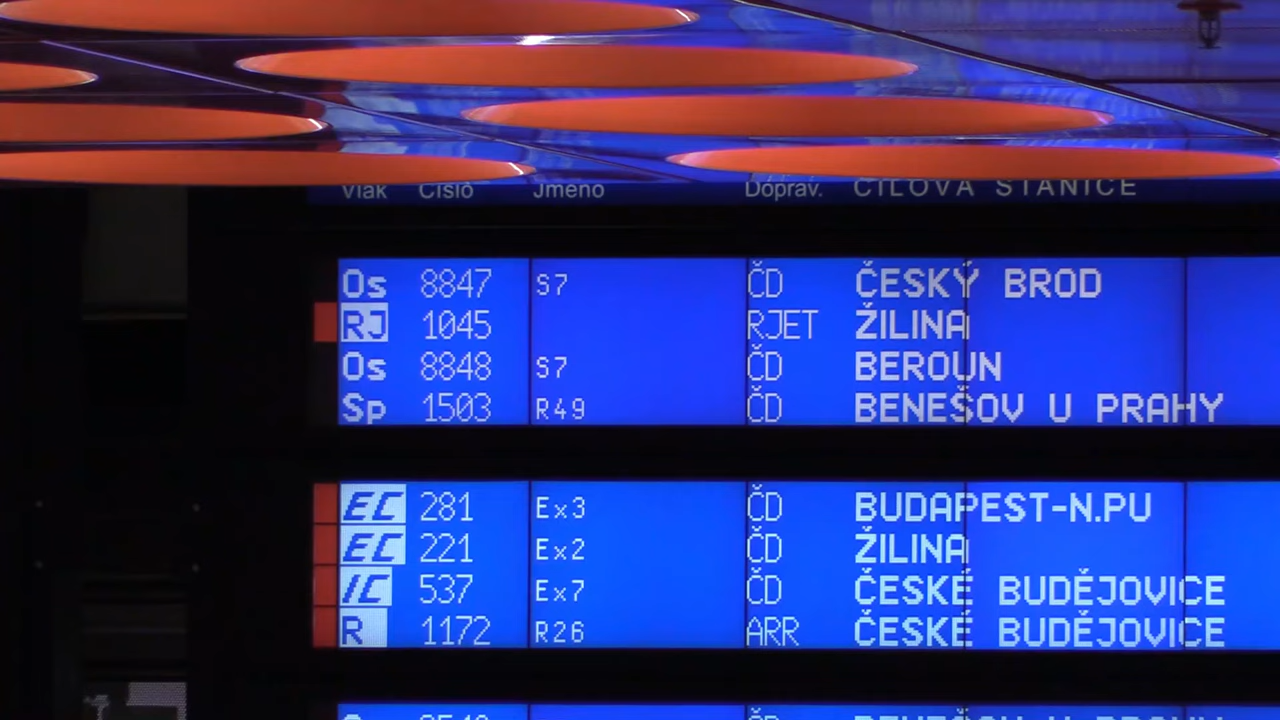 Vlak Číslo Jméno Doprav. CÍLOVÁ STANICE
Os 8847 S7 ČD ČESKÝ BROD
RJ 1045 RJET ŽILINA
Os 8848 S7 ČD BEROUN
Sp 1503 R49 ČD BENEŠOV U PRAHY
EC 281 Ex3 ČD BUDAPEST-N.PU
EC 221 Ex2 ČD ŽILINA
IC 537 Ex7 ČD ČESKÉ BUDĚJOVICE
R 1172 R26 ARR ČESKÉ BUDĚJOVICE